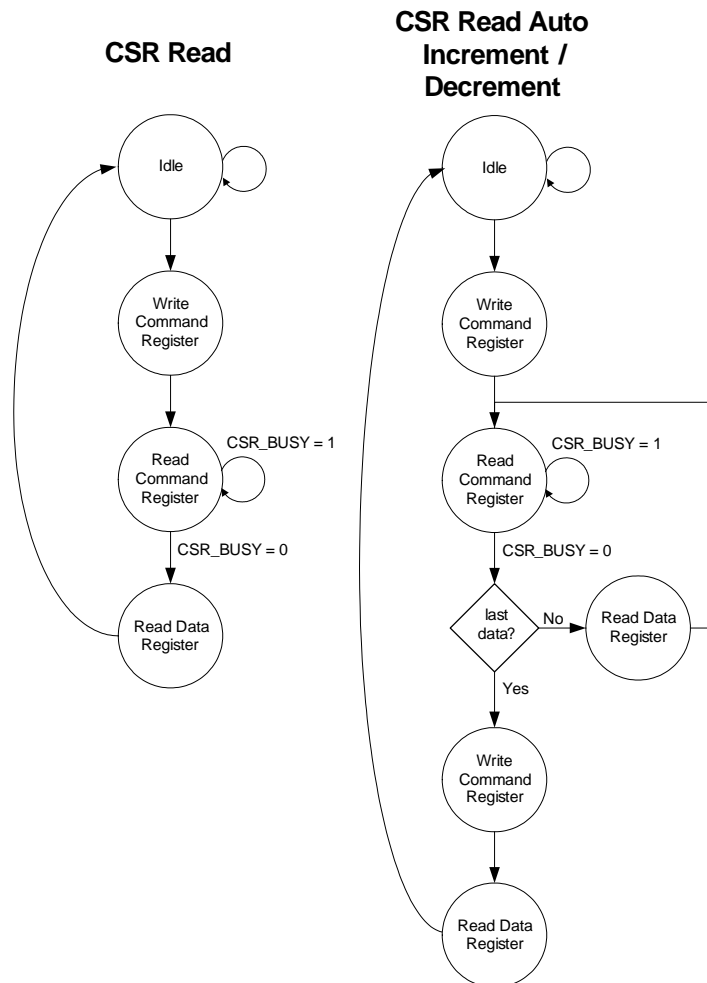 CSR Read
Idle
Write
Command
Register
CSR_BUSY = 1
Read
Command
Register
CSR_BUSY = 0
Read Data
Register
CSR Read Auto
Increment /
Decrement
Idle
Write
Command
Register
CSR_BUSY = 1
Read
Command
Register
CSR_BUSY = 0
last
data?
No
Read Data
Register
Yes
Write
Command
Register
Read Data
Register